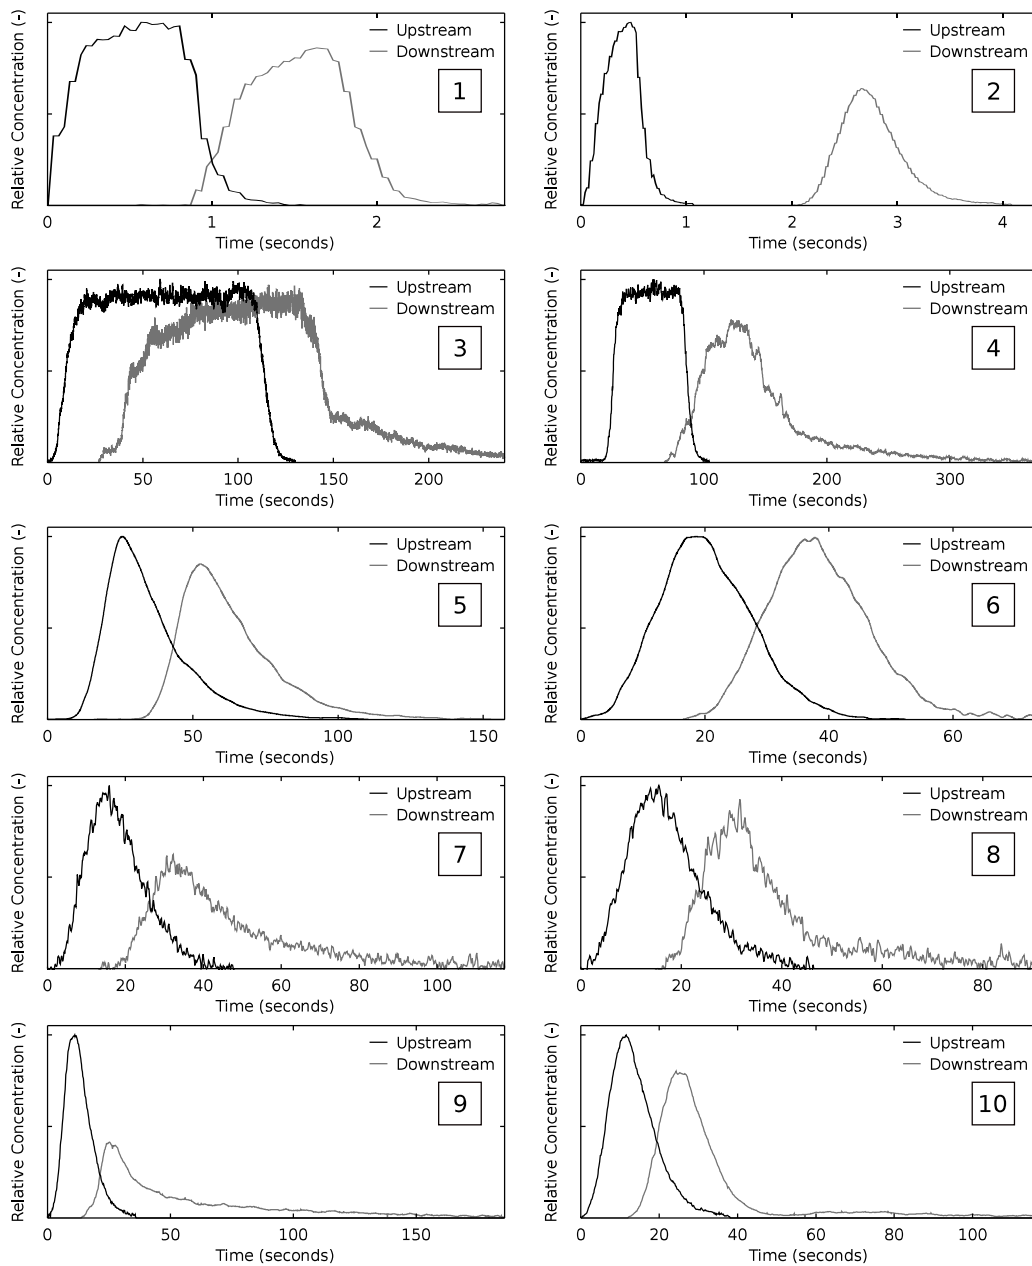 Relative Concentration (-)
Upstream
Downstream
1
0 1 2
Time (seconds)
Relative Concentration (-)
Upstream
Downstream
2
0 1 2 3 4
Time (seconds)
Relative Concentration (-)
Upstream
Downstream
3
0 50 100 150 200
Time (seconds)
Relative Concentration (-)
Upstream
Downstream
4
100 200 300
Time (seconds)
Relative Concentration (-)
Upstream
Downstream
5
0 50 100 150
Time (seconds)
Relative Concentration (-)
Upstream
Downstream
6
0 20 40 60
Time (seconds)
Relative Concentration (-)
Upstream
Downstream
7
0 20 40 60 80 100
Time (seconds)
Relative Concentration (-)
Upstream
Downstream
8
0 20 40 60 80
Time (seconds)
Relative Concentration (-)
Upstream
Downstream
9
0 50 100 150
Time (seconds)
Relative Concentration (-)
Upstream
Downstream
10
0 20 40 60 80 100
Time (seconds)